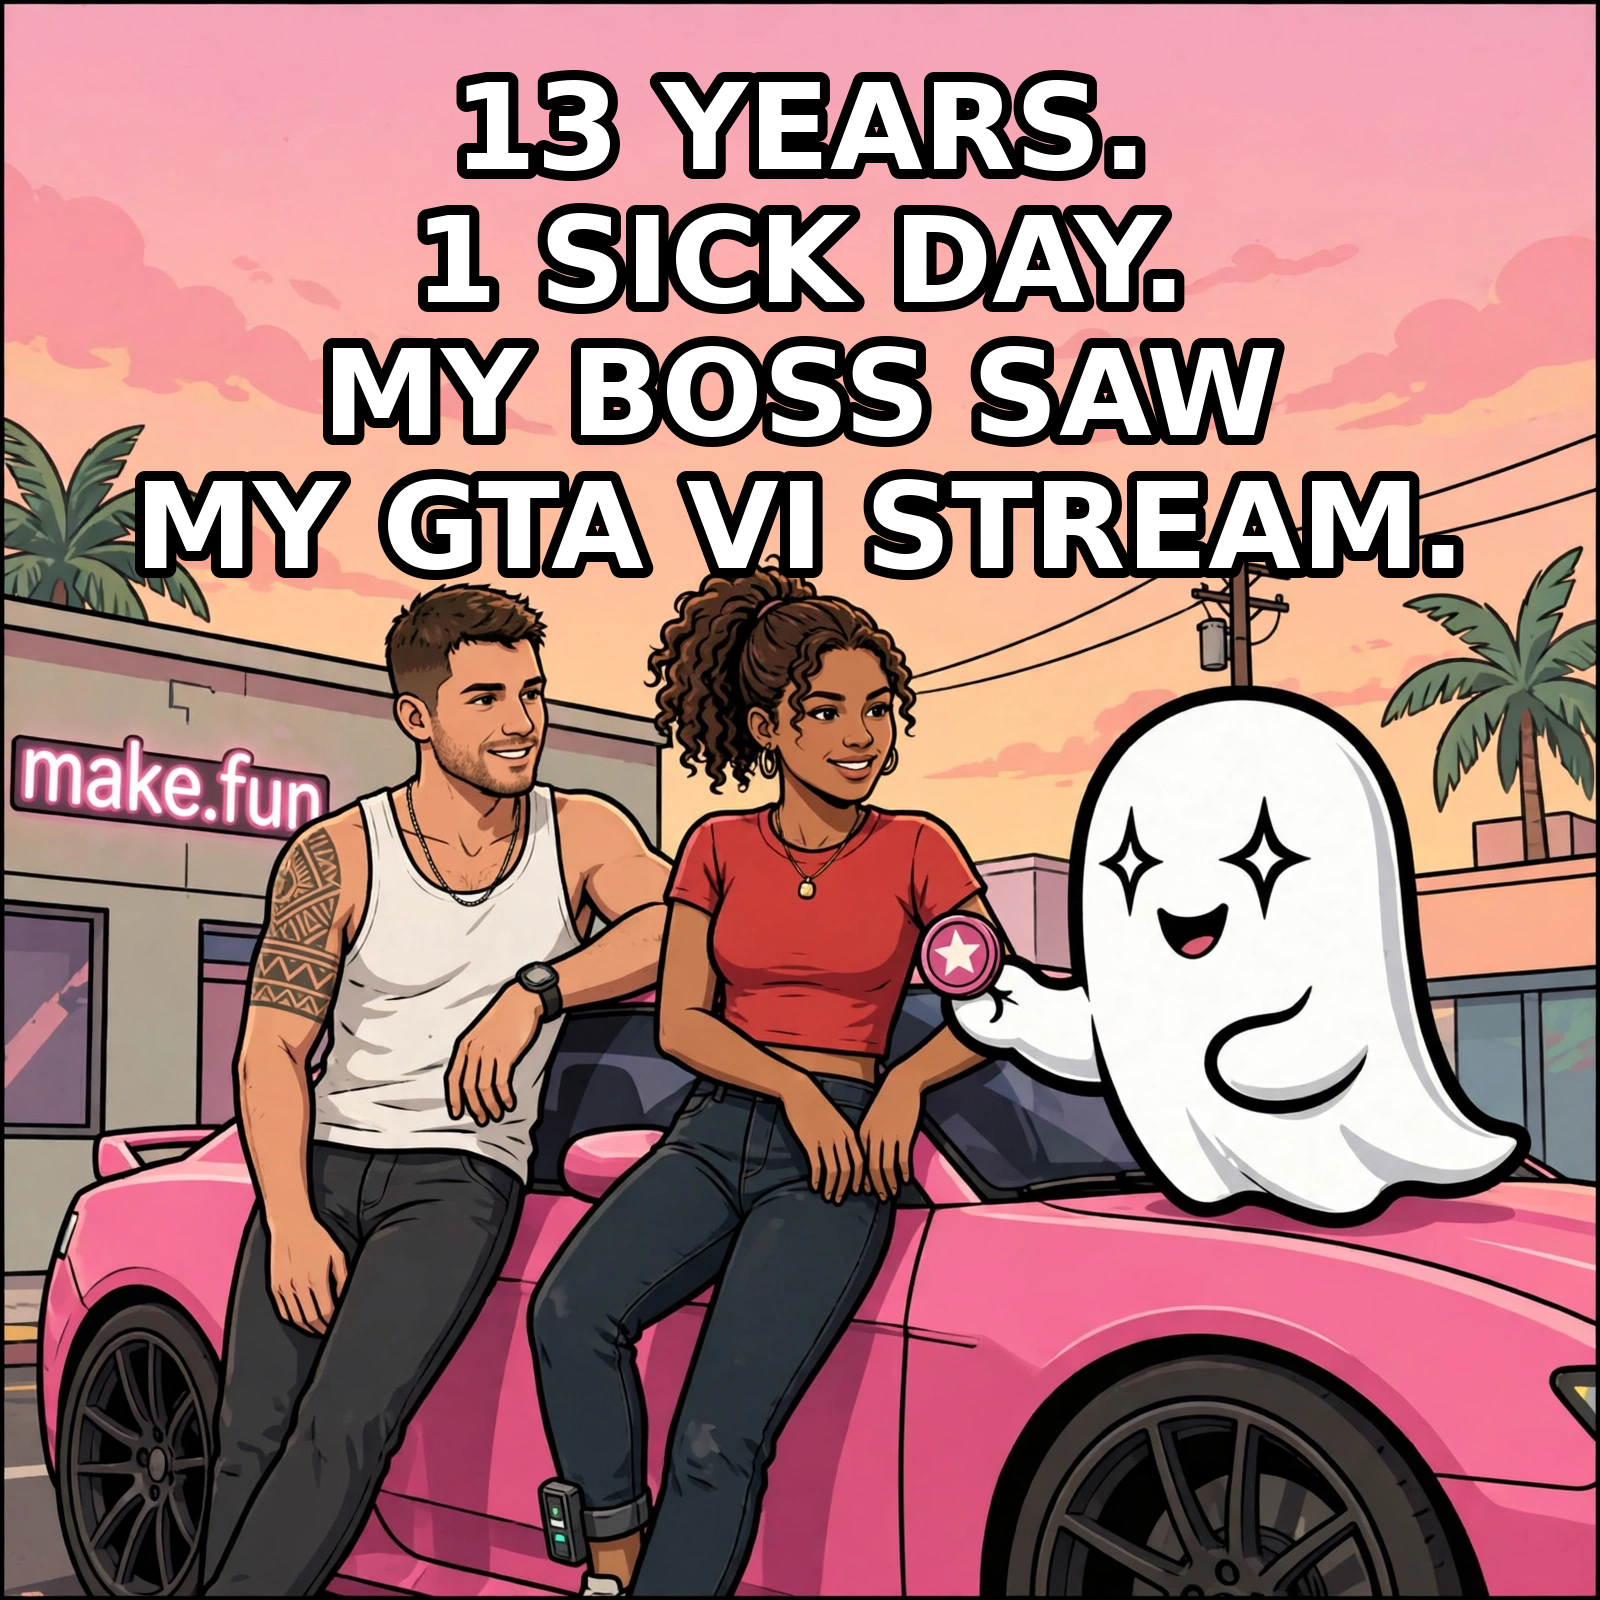 13 YEARS.
1 SICK DAY.
MY BOSS SAW
MY GTA VI STREAM.
make.fun